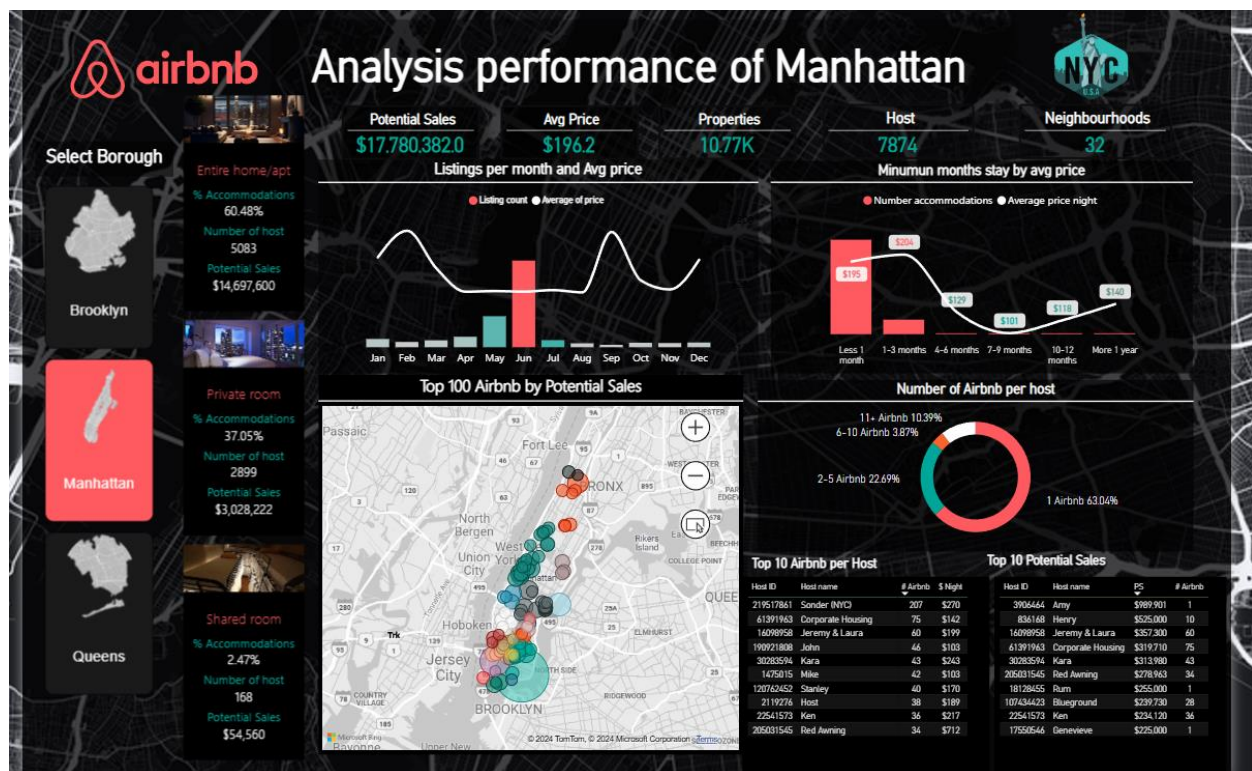 airbnb
Analysis performance of Manhattan
NYC
U.S.A
Potential Sales
$17.780.382.0
Avg Price
$196.2
Properties
10.77K
Host
7874
Neighbourhoods
32
Select Borough
Brooklyn
Manhattan
Queens
Entire home/apt
% Accommodations
60.48%
Number of host
5083
Potential Sales
$14,697,600
Private room
% Accommodations
37.05%
Number of host
2899
Potential Sales
$3,028,222
Shared room
% Accommodations
2.47%
Number of host
168
Potential Sales
$54,560
Listings per month and Avg price
Listing count Average of price
Jan Feb Mar Apr May Jun Jul Aug Sep Oct Nov Dec
Minumun months stay by avg price
Number accommodations Average price night
$195
$204
$129
$101
$118
$140
Less 1 month
1-3 months
4-6 months
7-9 months
10-12 months
More 1 year
Top 100 Airbnb by Potential Sales
Passaic
Fort Lee
North
Bergen
Union
City
Hoboken
Jersey
City
BROOKLYN
Rikers
Island
COLLEGE POINT
ELMHURST
RIDGEWOOD
COUNTRY
VILLAGE
Trk
Bayonne
Upper New
Microsoft Bing
© 2024 TomTom, © 2024 Microsoft Corporation Terms
Number of Airbnb per host
11+ Airbnb 10.39%
6-10 Airbnb 3.87%
2-5 Airbnb 22.69%
1 Airbnb 63.04%
Top 10 Airbnb per Host
Host ID Host name # Airbnb $ Night
219517861 Sonder (NYC) 207 $270
61391963 Corporate Housing 75 $142
16098958 Jeremy & Laura 60 $199
190921808 John 46 $103
30283594 Kara 43 $243
1475015 Mike 42 $103
120762452 Stanley 40 $170
2119276 Host 38 $189
22541573 Ken 36 $217
205031545 Red Awning 34 $712
Top 10 Potential Sales
Host ID Host name PS # Airbnb
3906464 Amy $989,901 1
836168 Henry $525,000 10
16098958 Jeremy & Laura $357,300 60
61391963 Corporate Housing $319,710 75
30283594 Kara $313,980 43
205031545 Red Awning $278,963 34
18128455 Rum $255,000 1
107434423 Blueground $239,730 28
22541573 Ken $234,120 36
17550546 Genevieve $225,000 1